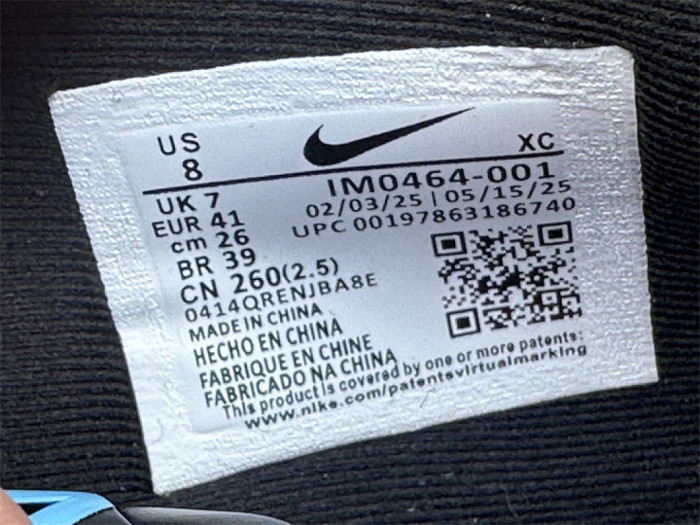 US
8
XC
UK 7
EUR 41
cm 26
BR 39
CN 260(2.5)
IM0464-001
02/03/25 | 05/15/25
UPC 00197863186740
0414QRENJBA8E
MADE IN CHINA
HECHO EN CHINA
FABRIQUE EN CHINE
FABRICADO NA CHINA
This product is covered by one or more patents:
www.nike.com/patentsvirtualmarking